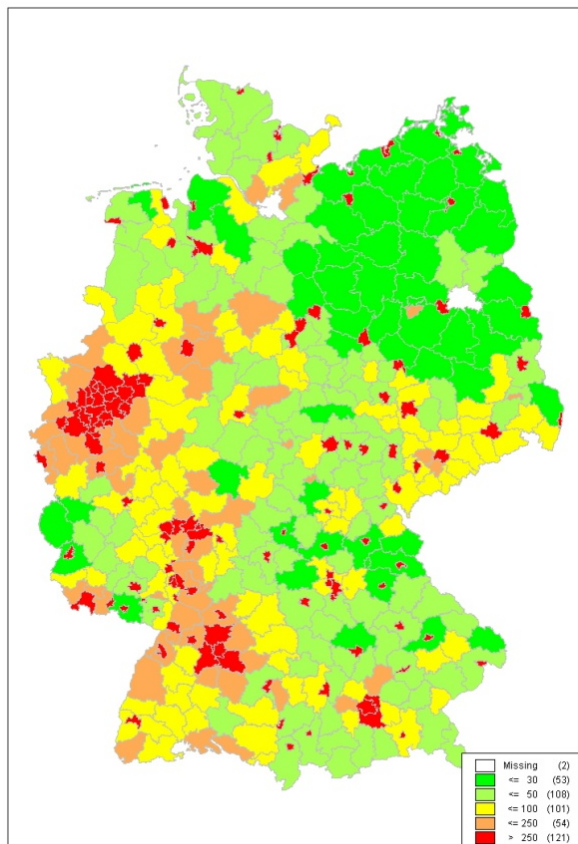 Missing (2)
<= 30 (53)
<= 50 (108)
<= 100 (101)
<= 250 (54)
> 250 (121)